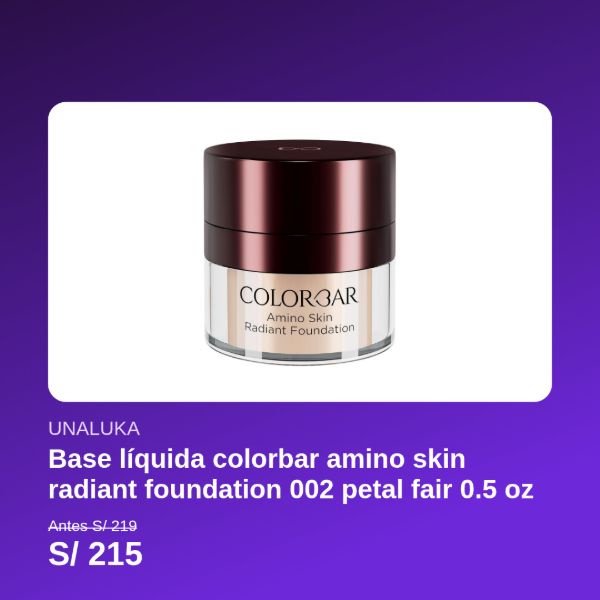 COLORBAR
Amino Skin
Radiant Foundation
UNALUKA
Base líquida colorbar amino skin
radiant foundation 002 petal fair 0.5 oz
Antes S/ 219
S/ 215